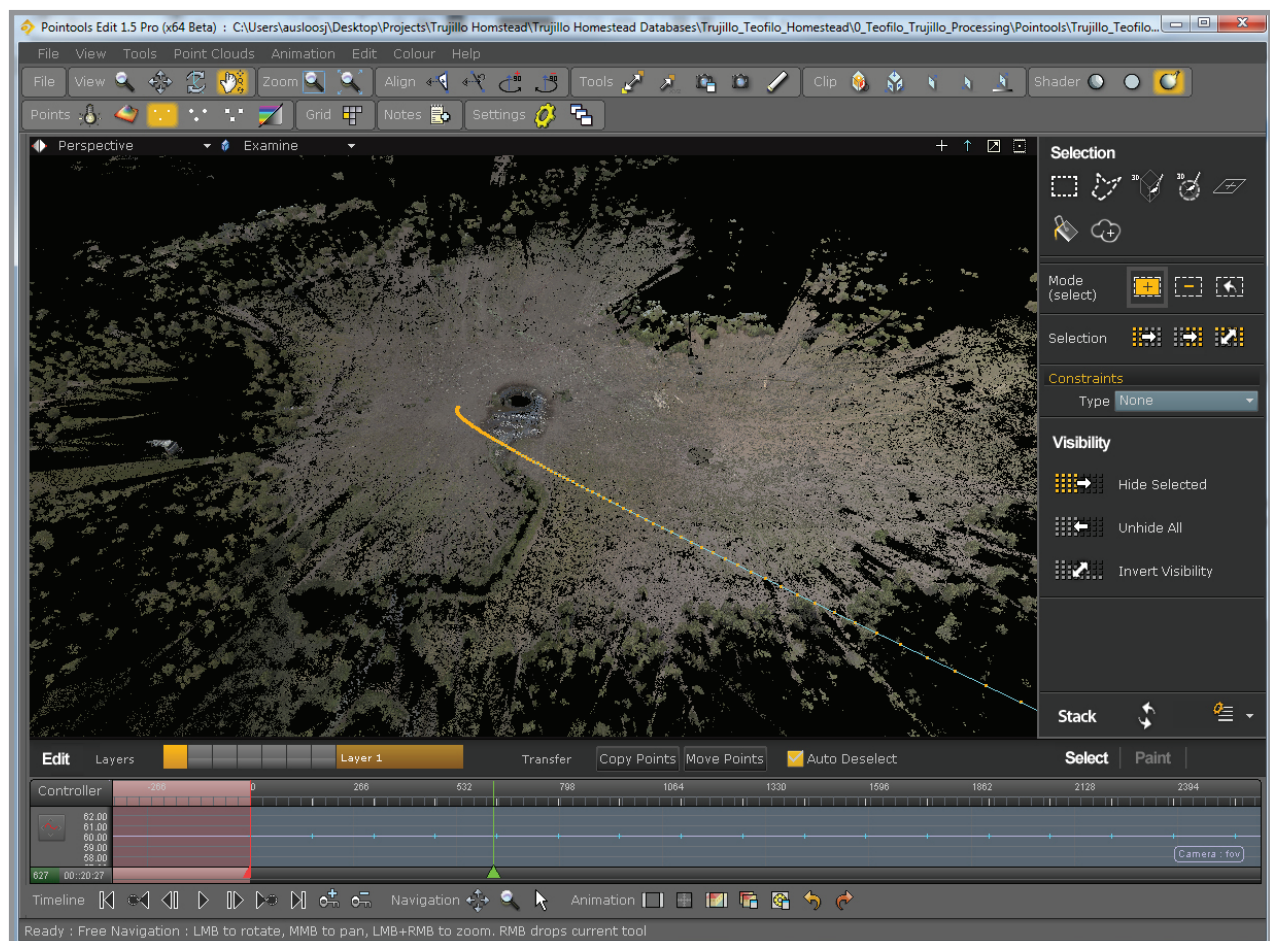 Pointools Edit 1.5 Pro (x64 Beta) : C:\Users\ausloosj\Desktop\Projects\Trujillo Homstead\Trujillo Homestead Databases\Trujillo_Teofilo_Homestead\0_Teofilo_Trujillo_Processing\Pointools\Trujillo_Teofilo...
File View Tools Point Clouds Animation Edit Colour Help
File View Zoom Align Tools Clip Shader
Points Grid Notes Settings
Perspective Examine
Selection
3D 3D
Mode
(select)
Selection
Constraints
Type None
Visibility
Hide Selected
Unhide All
Invert Visibility
Stack
Edit Layers Layer 1 Transfer Copy Points Move Points Auto Deselect Select Paint
Controller -266 0 266 532 798 1064 1330 1596 1862 2128 2394
62.00
61.00
60.00
59.00
58.00
Camera : fov
627 00::20:27
Timeline Navigation Animation
Ready : Free Navigation : LMB to rotate, MMB to pan, LMB+RMB to zoom. RMB drops current tool